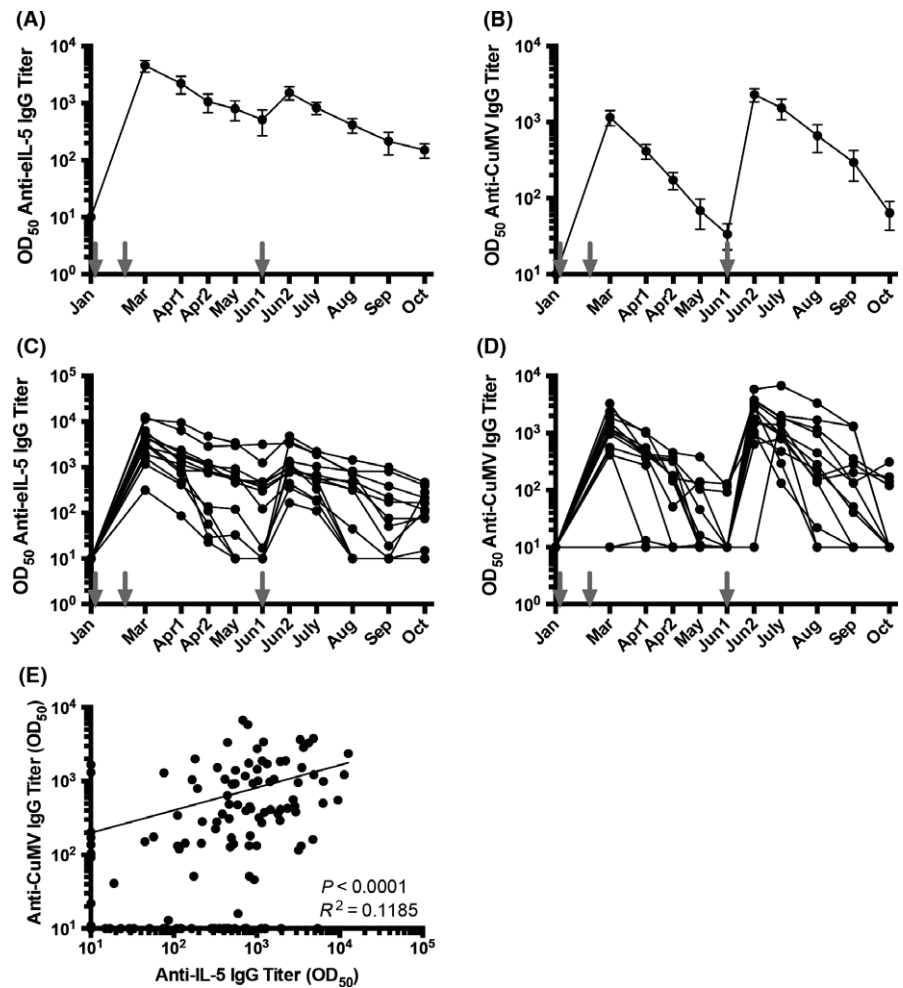 (A)
OD50 Anti-eIL-5 IgG Titer
10^4
10^3
10^2
10^1
10^0
Jan Mar Apr1 Apr2 May Jun1 Jun2 July Aug Sep Oct
(B)
OD50 Anti-CuMV IgG Titer
10^4
10^3
10^2
10^1
Jan Mar Apr1 Apr2 May Jun1 Jun2 July Aug Sep Oct
(C)
OD50 Anti-eIL-5 IgG Titer
10^5
10^4
10^3
10^2
10^1
10^0
Jan Mar Apr1 Apr2 May Jun1 Jun2 July Aug Sep Oct
(D)
OD50 Anti-CuMV IgG Titer
10^4
10^3
10^2
10^1
10^0
Jan Mar Apr1 Apr2 May Jun1 Jun2 July Aug Sep Oct
(E)
Anti-CuMV IgG Titer (OD50)
10^4
10^3
10^2
10^1
P < 0.0001
R^2 = 0.1185
10^1 10^2 10^3 10^4 10^5
Anti-IL-5 IgG Titer (OD50)